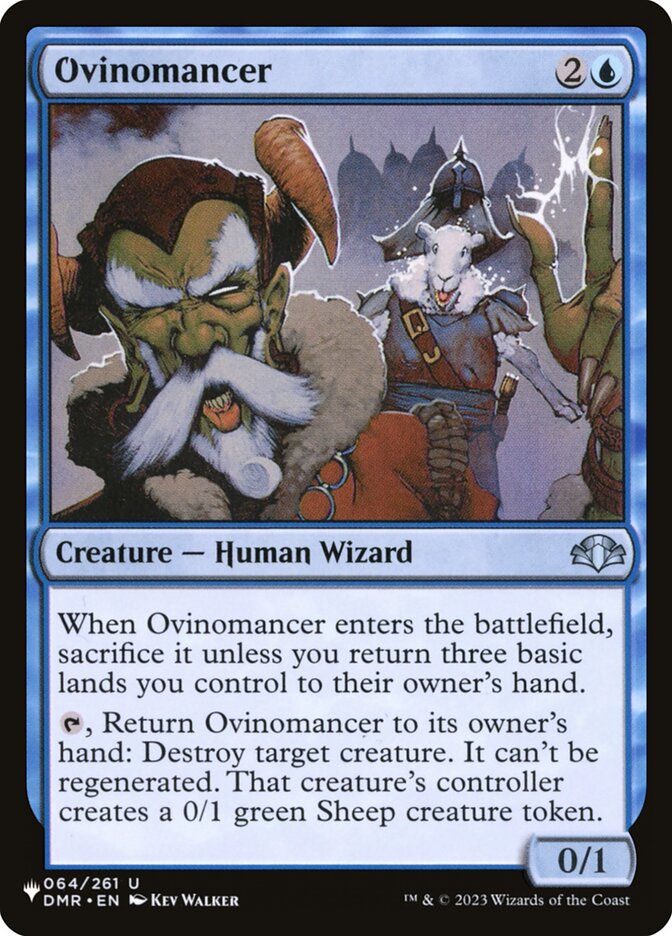 Ovinomancer 2
Creature — Human Wizard
When Ovinomancer enters the battlefield,
sacrifice it unless you return three basic
lands you control to their owner's hand.
, Return Ovinomancer to its owner's
hand: Destroy target creature. It can't be
regenerated. That creature's controller
creates a 0/1 green Sheep creature token.
0/1
064/261 U
DMR • EN Kev Walker
™ & © 2023 Wizards of the Coast